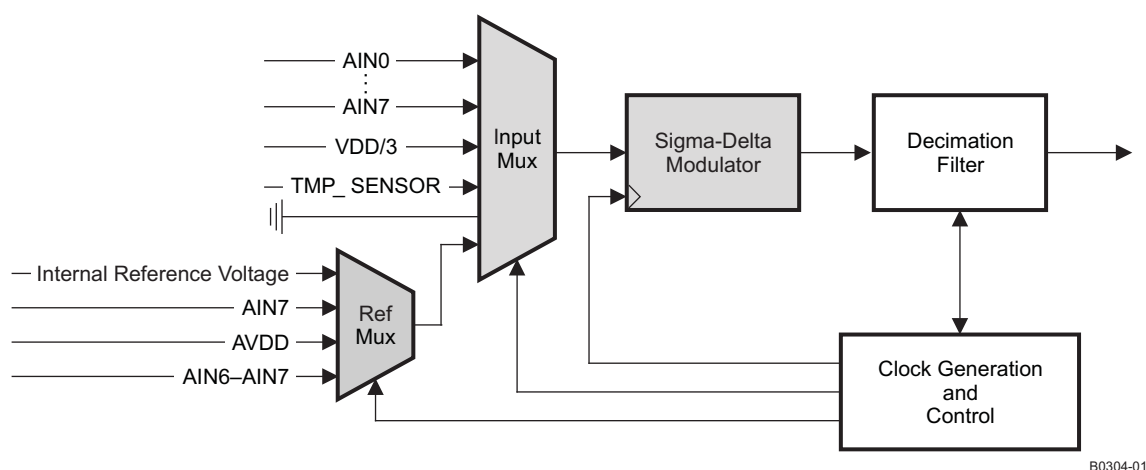 AIN0
AIN7
VDD/3
TMP_ SENSOR
Input
Mux
Sigma-Delta
Modulator
Decimation
Filter
Internal Reference Voltage
AIN7
AVDD
AIN6–AIN7
Ref
Mux
Clock Generation
and
Control
B0304-01